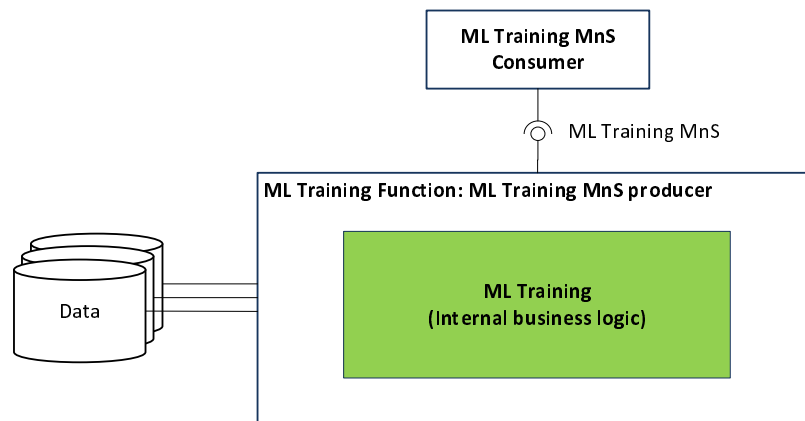 ML Training MnS
Consumer
ML Training MnS
ML Training Function: ML Training MnS producer
Data
ML Training
(Internal business logic)